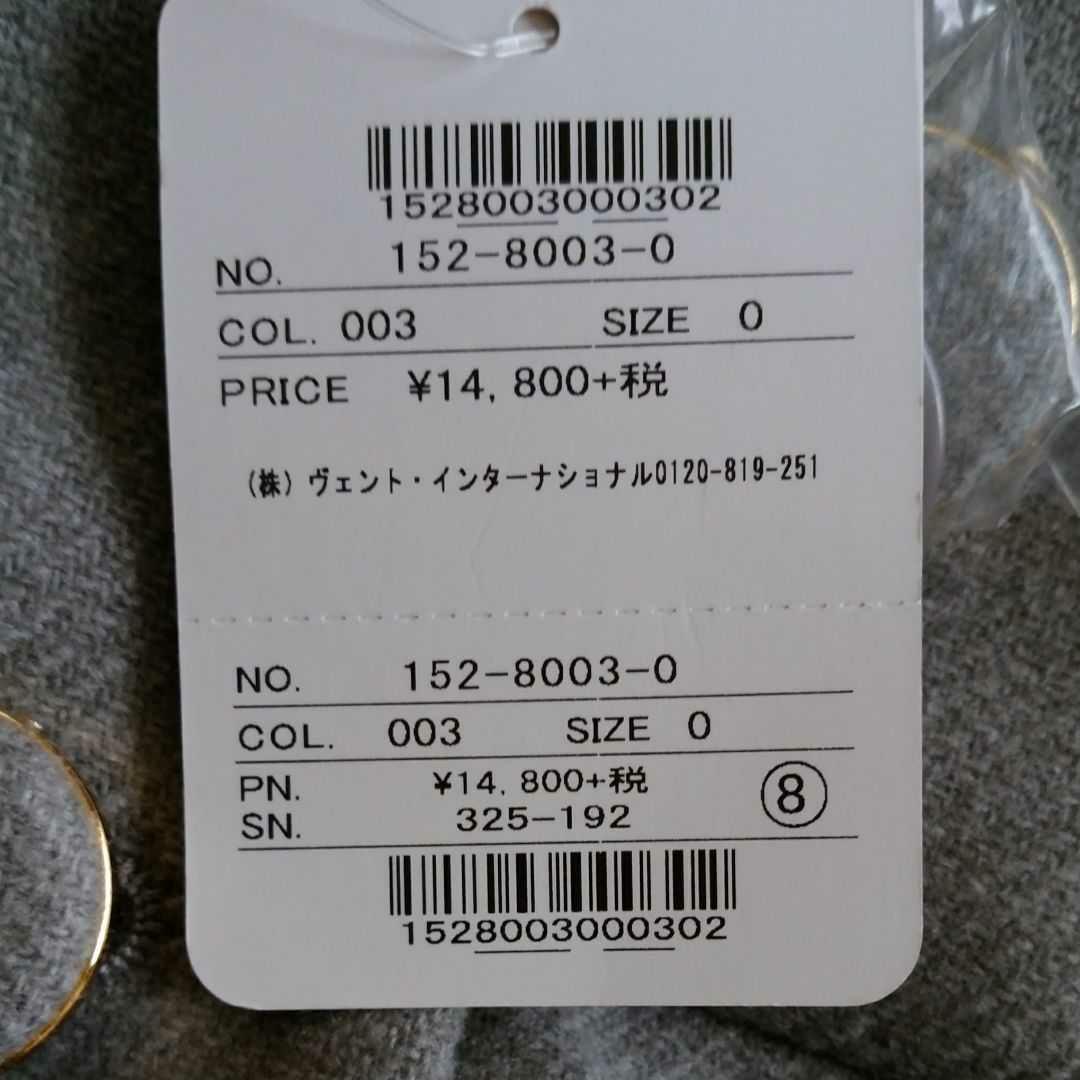 1528003000302
NO. 152-8003-0
COL. 003 SIZE 0
PRICE ¥14,800+税
(株)ヴェント・インターナショナル0120-819-251
NO. 152-8003-0
COL. 003 SIZE 0
PN. ¥14,800+税
SN. 325-192 ⑧
1528003000302